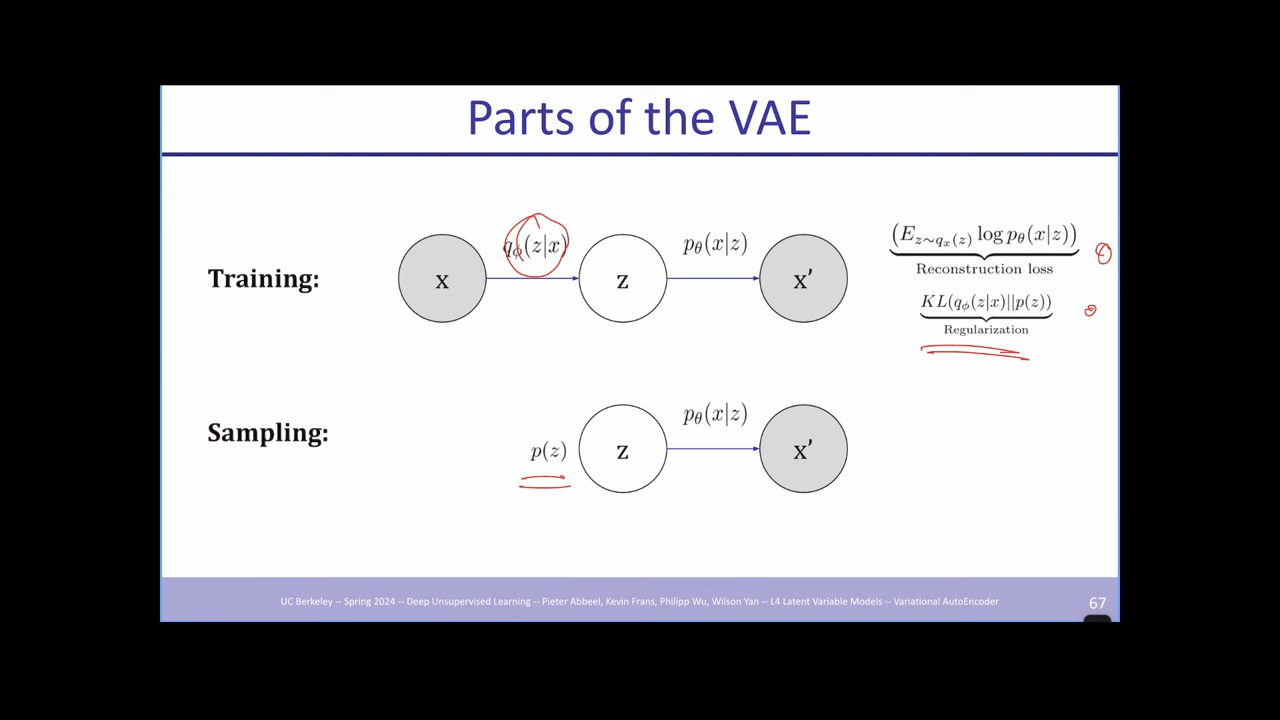 Parts of the VAE
Training:
x
qϕ(z|x)
z
pθ(x|z)
x'
(E_{z∼q_x(z)} log pθ(x|z))
Reconstruction loss
KL(qϕ(z|x)||p(z))
Regularization
Sampling:
p(z)
z
pθ(x|z)
x'
UC Berkeley -- Spring 2024 -- Deep Unsupervised Learning -- Pieter Abbeel, Kevin Frans, Philipp Wu, Wilson Yan -- L4 Latent Variable Models -- Variational AutoEncoder
67